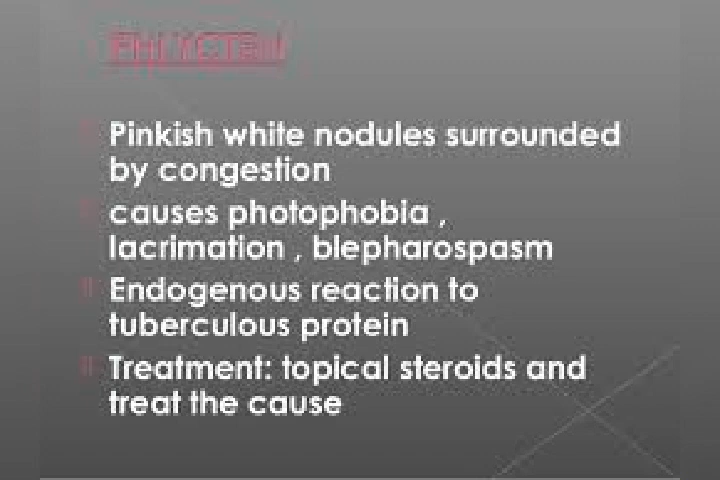 PHLYCTEN
Pinkish white nodules surrounded
by congestion
causes photophobia ,
lacrimation , blepharospasm
Endogenous reaction to
tuberculous protein
Treatment: topical steroids and
treat the cause